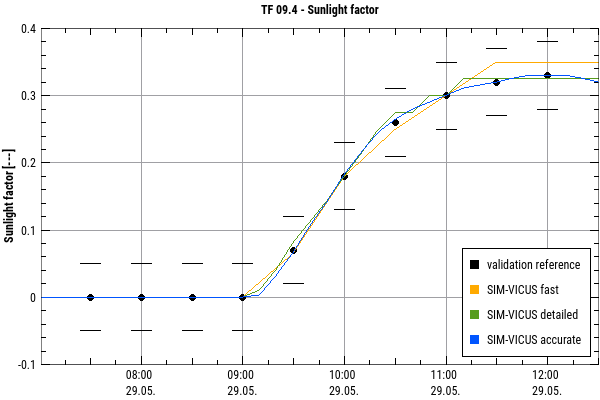 TF 09.4 - Sunlight factor
0.4
0.3
0.2
0.1
0
-0.1
Sunlight factor [---]
08:00 09:00 10:00 11:00 12:00
29.05. 29.05. 29.05. 29.05. 29.05.
validation reference
SIM-VICUS fast
SIM-VICUS detailed
SIM-VICUS accurate